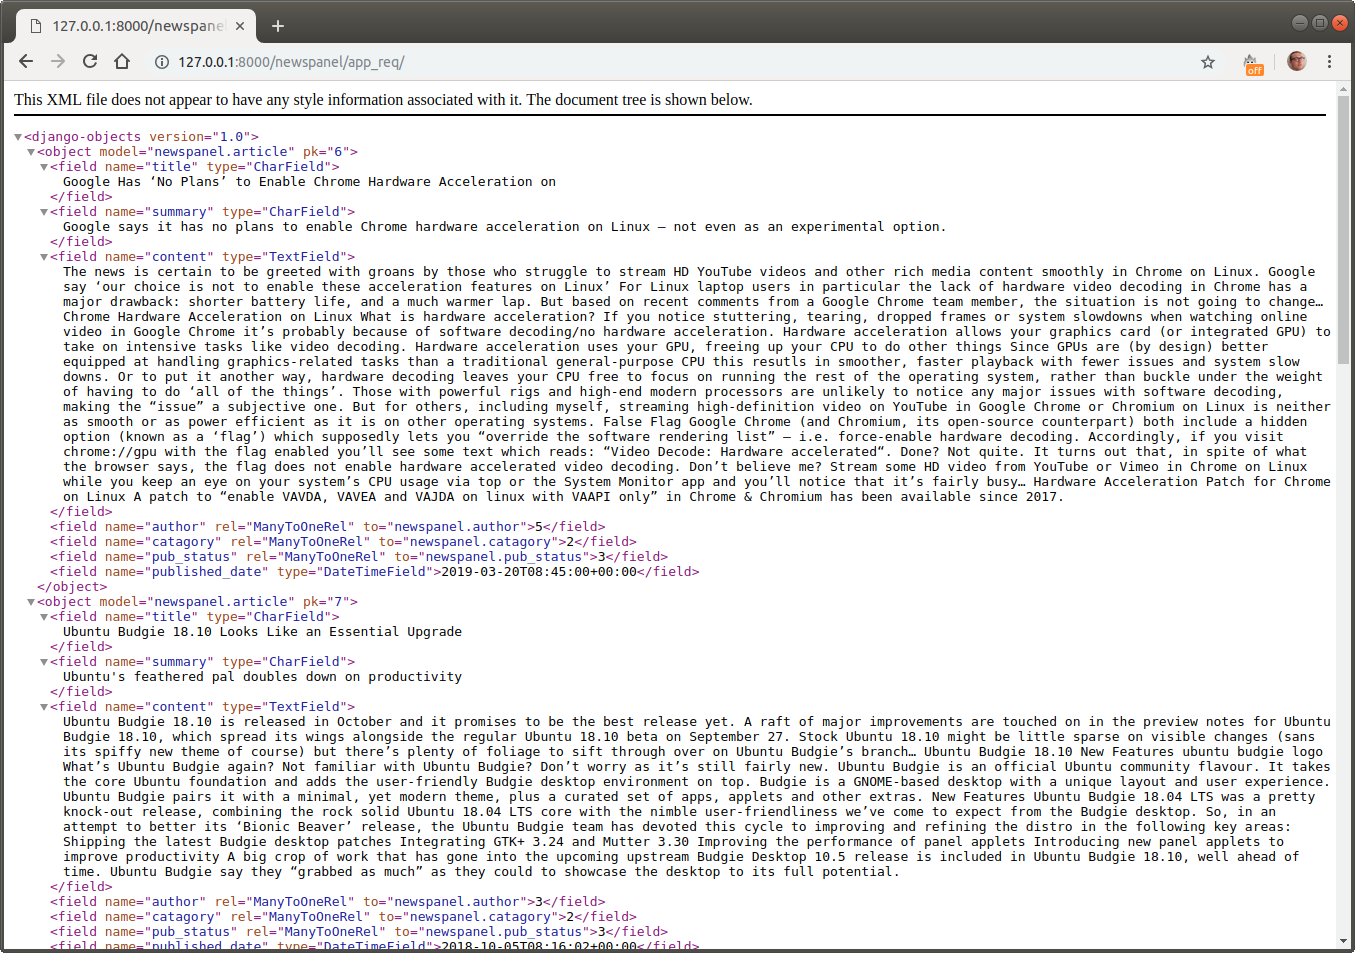 127.0.0.1:8000/newspane
127.0.0.1:8000/newspanel/app_req/
off
This XML file does not appear to have any style information associated with it. The document tree is shown below.
<django-objects version="1.0">
<object model="newspanel.article" pk="6">
<field name="title" type="CharField">
Google Has ‘No Plans’ to Enable Chrome Hardware Acceleration on
</field>
<field name="summary" type="CharField">
Google says it has no plans to enable Chrome hardware acceleration on Linux – not even as an experimental option.
</field>
<field name="content" type="TextField">
The news is certain to be greeted with groans by those who struggle to stream HD YouTube videos and other rich media content smoothly in Chrome on Linux. Google
say ‘our choice is not to enable these acceleration features on Linux’ For Linux laptop users in particular the lack of hardware video decoding in Chrome has a
major drawback: shorter battery life, and a much warmer lap. But based on recent comments from a Google Chrome team member, the situation is not going to change…
Chrome Hardware Acceleration on Linux What is hardware acceleration? If you notice stuttering, tearing, dropped frames or system slowdowns when watching online
video in Google Chrome it’s probably because of software decoding/no hardware acceleration. Hardware acceleration allows your graphics card (or integrated GPU) to
take on intensive tasks like video decoding. Hardware acceleration uses your GPU, freeing up your CPU to do other things Since GPUs are (by design) better
equipped at handling graphics-related tasks than a traditional general-purpose CPU this resutls in smoother, faster playback with fewer issues and system slow
downs. Or to put it another way, hardware decoding leaves your CPU free to focus on running the rest of the operating system, rather than buckle under the weight
of having to do ‘all of the things’. Those with powerful rigs and high-end modern processors are unlikely to notice any major issues with software decoding,
making the “issue” a subjective one. But for others, including myself, streaming high-definition video on YouTube in Google Chrome or Chromium on Linux is neither
as smooth or as power efficient as it is on other operating systems. False Flag Google Chrome (and Chromium, its open-source counterpart) both include a hidden
option (known as a ‘flag’) which supposedly lets you “override the software rendering list” – i.e. force-enable hardware decoding. Accordingly, if you visit
chrome://gpu with the flag enabled you’ll see some text which reads: “Video Decode: Hardware accelerated“. Done? Not quite. It turns out that, in spite of what
the browser says, the flag does not enable hardware accelerated video decoding. Don’t believe me? Stream some HD video from YouTube or Vimeo in Chrome on Linux
while you keep an eye on your system’s CPU usage via top or the System Monitor app and you’ll notice that it’s fairly busy… Hardware Acceleration Patch for Chrome
on Linux A patch to “enable VAVDA, VAVEA and VAJDA on linux with VAAPI only” in Chrome & Chromium has been available since 2017.
</field>
<field name="author" rel="ManyToOneRel" to="newspanel.author">5</field>
<field name="catagory" rel="ManyToOneRel" to="newspanel.catagory">2</field>
<field name="pub_status" rel="ManyToOneRel" to="newspanel.pub_status">3</field>
<field name="published_date" type="DateTimeField">2019-03-20T08:45:00+00:00</field>
</object>
<object model="newspanel.article" pk="7">
<field name="title" type="CharField">
Ubuntu Budgie 18.10 Looks Like an Essential Upgrade
</field>
<field name="summary" type="CharField">
Ubuntu's feathered pal doubles down on productivity
</field>
<field name="content" type="TextField">
Ubuntu Budgie 18.10 is released in October and it promises to be the best release yet. A raft of major improvements are touched on in the preview notes for Ubuntu
Budgie 18.10, which spread its wings alongside the regular Ubuntu 18.10 beta on September 27. Stock Ubuntu 18.10 might be little sparse on visible changes (sans
its spiffy new theme of course) but there’s plenty of foliage to sift through over on Ubuntu Budgie’s branch… Ubuntu Budgie 18.10 New Features ubuntu budgie logo
What’s Ubuntu Budgie again? Not familiar with Ubuntu Budgie? Don’t worry as it’s still fairly new. Ubuntu Budgie is an official Ubuntu community flavour. It takes
the core Ubuntu foundation and adds the user-friendly Budgie desktop environment on top. Budgie is a GNOME-based desktop with a unique layout and user experience.
Ubuntu Budgie pairs it with a minimal, yet modern theme, plus a curated set of apps, applets and other extras. New Features Ubuntu Budgie 18.04 LTS was a pretty
knock-out release, combining the rock solid Ubuntu 18.04 LTS core with the nimble user-friendliness we’ve come to expect from the Budgie desktop. So, in an
attempt to better its ‘Bionic Beaver’ release, the Ubuntu Budgie team has devoted this cycle to improving and refining the distro in the following key areas:
Shipping the latest Budgie desktop patches Integrating GTK+ 3.24 and Mutter 3.30 Improving the performance of panel applets Introducing new panel applets to
improve productivity A big crop of work that has gone into the upcoming upstream Budgie Desktop 10.5 release is included in Ubuntu Budgie 18.10, well ahead of
time. Ubuntu Budgie say they “grabbed as much” as they could to showcase the desktop to its full potential.
</field>
<field name="author" rel="ManyToOneRel" to="newspanel.author">3</field>
<field name="catagory" rel="ManyToOneRel" to="newspanel.catagory">2</field>
<field name="pub_status" rel="ManyToOneRel" to="newspanel.pub_status">3</field>
<field name="published_date" type="DateTimeField">2018-10-05T08:16:02+00:00</field>